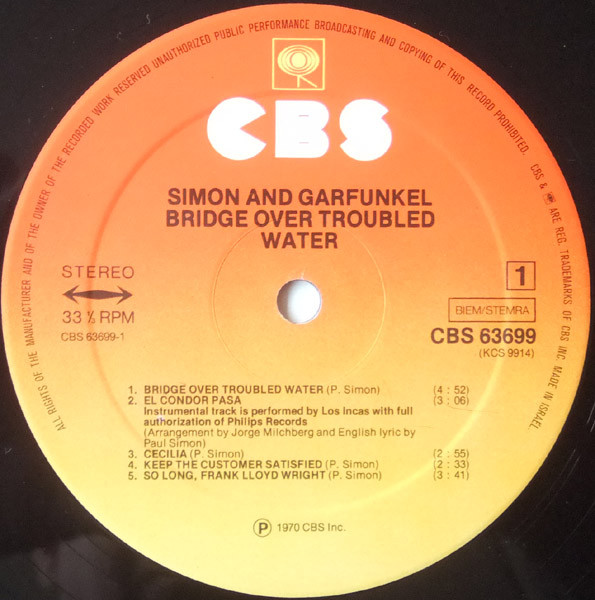 ALL RIGHTS OF THE MANUFACTURER AND OF THE OWNER OF THE RECORDED WORK RESERVED UNAUTHORIZED PUBLIC PERFORMANCE BROADCASTING AND COPYING OF THIS RECORD PROHIBITED. CBS & ARE REG. TRADEMARKS OF CBS INC. MADE IN ISRAEL
CBS
SIMON AND GARFUNKEL
BRIDGE OVER TROUBLED
WATER
STEREO
33 ⅓ RPM
CBS 63699-1
1
BIEM/STEMRA
CBS 63699
(KCS 9914)
1. BRIDGE OVER TROUBLED WATER (P. Simon) (4 : 52)
2. EL CONDOR PASA (3 : 06)
Instrumental track is performed by Los Incas with full
authorization of Philips Records
(Arrangement by Jorge Milchberg and English lyric by
Paul Simon)
3. CECILIA (P. Simon) (2 : 55)
4. KEEP THE CUSTOMER SATISFIED (P. Simon) (2 : 33)
5. SO LONG, FRANK LLOYD WRIGHT (P. Simon) (3 : 41)
Ⓟ 1970 CBS Inc.